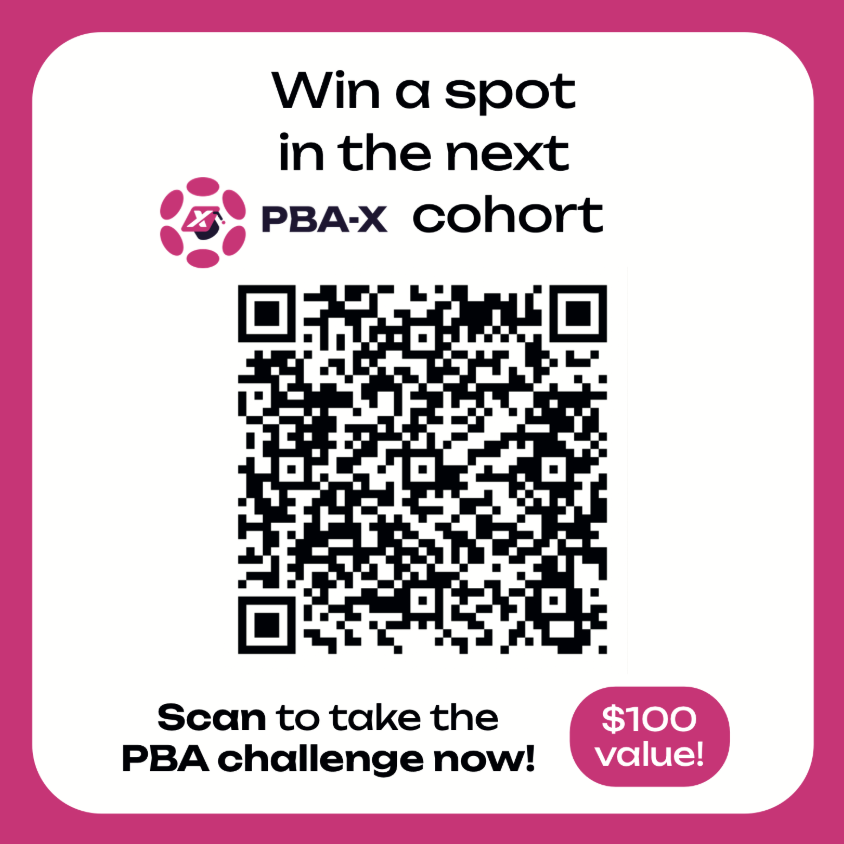 Win a spot
in the next
X PBA-X cohort
Scan to take the
PBA challenge now!
$100
value!